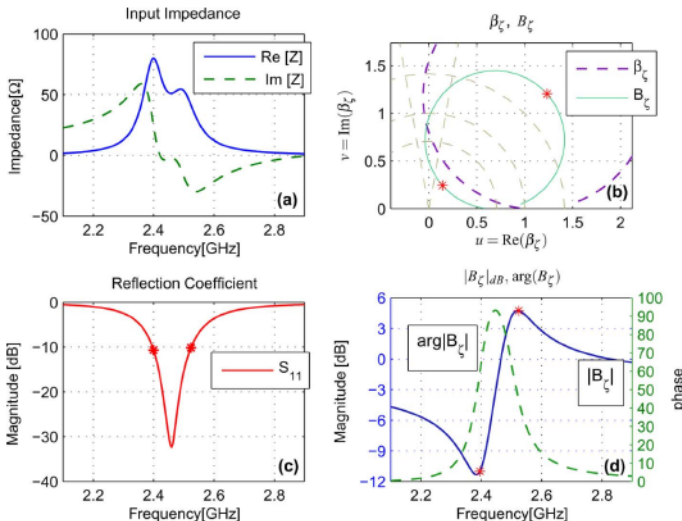 Input Impedance
100
50
0
−50
Impedance[Ω]
Re [Z]
Im [Z]
(a)
2.2 2.4 2.6 2.8
Frequency[GHz]
βζ, Bζ
1.5
1
0.5
0
v = Im(βζ)
βζ
Bζ
(b)
0 0.5 1 1.5 2
u = Re(βζ)
Reflection Coefficient
0
−10
−20
−30
−40
Magnitude [dB]
S11
(c)
2.2 2.4 2.6 2.8
Frequency[GHz]
|Bζ|dB, arg(Bζ)
6
3
0
−3
−6
−9
−12
Magnitude [dB]
arg|Bζ|
|Bζ|
(d)
100
90
80
70
60
50
40
30
20
10
0
phase
2.2 2.4 2.6 2.8
Frequency[GHz]